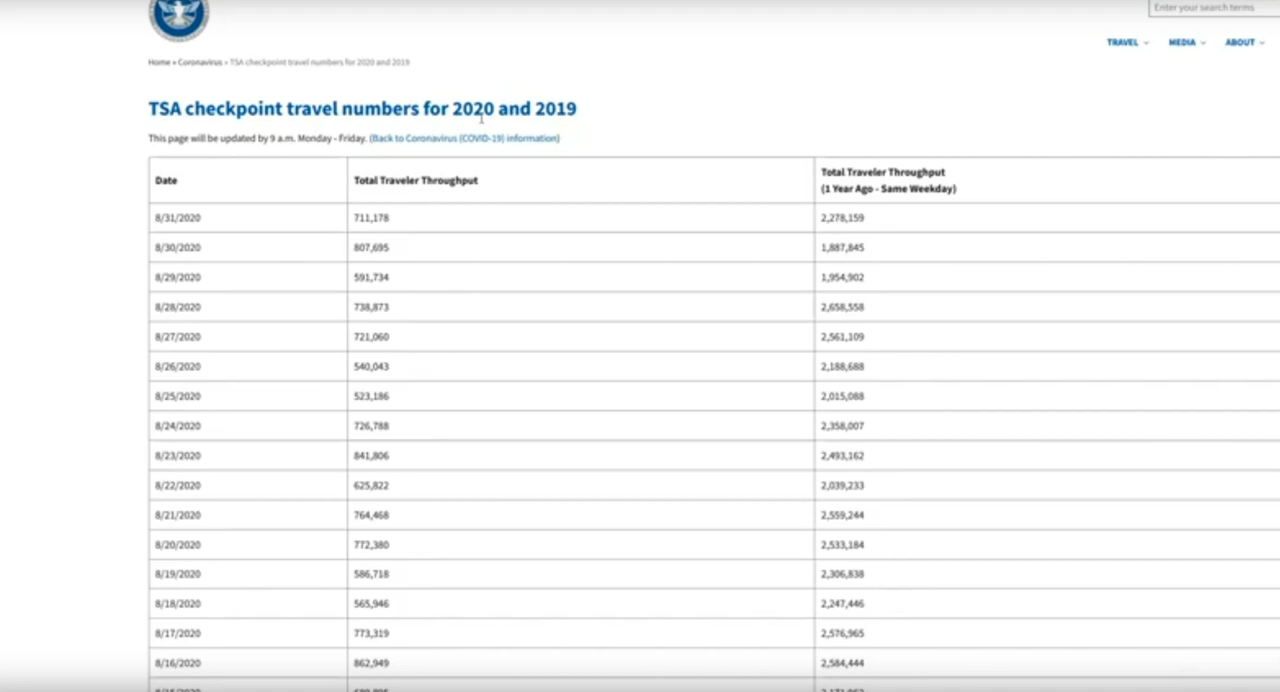 Enter your search terms
TRAVEL MEDIA ABOUT
Home » Coronavirus » TSA checkpoint travel numbers for 2020 and 2019
TSA checkpoint travel numbers for 2020 and 2019
This page will be updated by 9 a.m. Monday - Friday. (Back to Coronavirus (COVID-19) information)
Date Total Traveler Throughput Total Traveler Throughput
(1 Year Ago - Same Weekday)
8/31/2020 711,178 2,278,159
8/30/2020 807,695 1,887,845
8/29/2020 591,734 1,954,902
8/28/2020 738,873 2,658,558
8/27/2020 721,060 2,561,109
8/26/2020 540,043 2,188,688
8/25/2020 523,186 2,015,088
8/24/2020 726,788 2,358,007
8/23/2020 841,806 2,493,162
8/22/2020 625,822 2,039,233
8/21/2020 764,468 2,559,244
8/20/2020 772,380 2,533,184
8/19/2020 586,718 2,306,838
8/18/2020 565,946 2,247,446
8/17/2020 773,319 2,576,965
8/16/2020 862,949 2,584,444